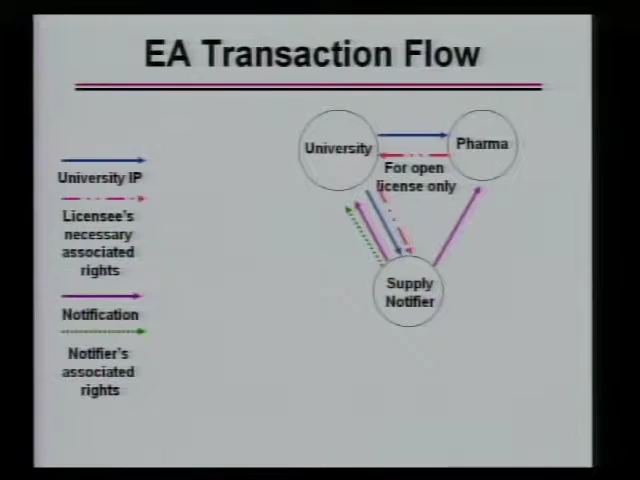 EA Transaction Flow
University
Pharma
For open
license only
Supply
Notifier
University IP
Licensee's
necessary
associated
rights
Notification
Notifier's
associated
rights